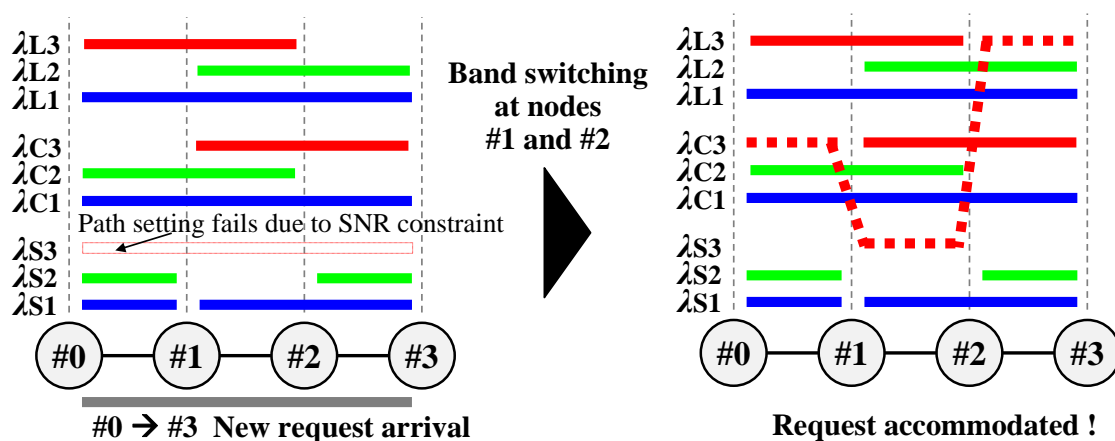 λL3
λL2
λL1
λC3
λC2
λC1
Path setting fails due to SNR constraint
λS3
λS2
λS1
#0 #1 #2 #3
#0 → #3 New request arrival
Band switching
at nodes
#1 and #2
λL3
λL2
λL1
λC3
λC2
λC1
λS3
λS2
λS1
#0 #1 #2 #3
Request accommodated !